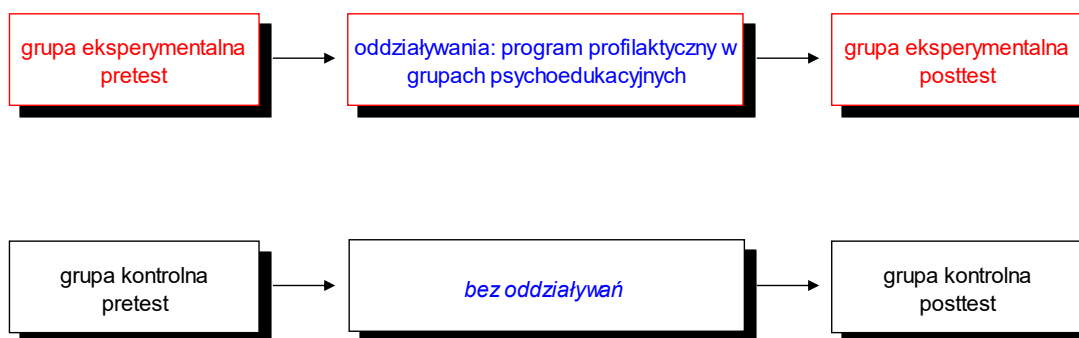 grupa eksperymentalna
pretest
oddziaływania: program profilaktyczny w
grupach psychoedukacyjnych
grupa eksperymentalna
posttest
grupa kontrolna
pretest
bez oddziaływań
grupa kontrolna
posttest